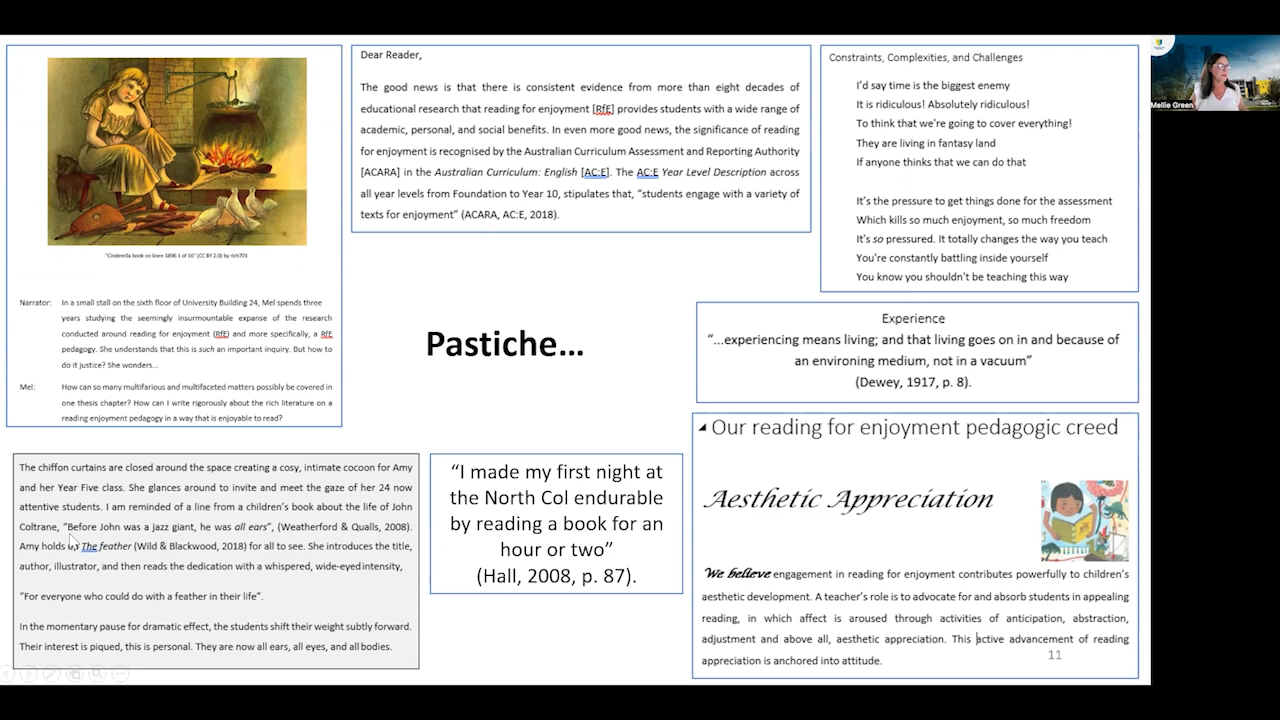 "Cinderella book on linen 1896 1 of 16" (CC BY 2.0) by rich701
Narrator: In a small stall on the sixth floor of University Building 24, Mel spends three
years studying the seemingly insurmountable expanse of the research
conducted around reading for enjoyment (RfE) and more specifically, a RfE
pedagogy. She understands that this is such an important inquiry. But how to
do it justice? She wonders...
Mel: How can so many multifarious and multifaceted matters possibly be covered in
one thesis chapter? How can I write rigorously about the rich literature on a
reading enjoyment pedagogy in a way that is enjoyable to read?
Dear Reader,
The good news is that there is consistent evidence from more than eight decades of
educational research that reading for enjoyment [RfE] provides students with a wide range of
academic, personal, and social benefits. In even more good news, the significance of reading
for enjoyment is recognised by the Australian Curriculum Assessment and Reporting Authority
[ACARA] in the Australian Curriculum: English [AC:E]. The AC:E Year Level Description across
all year levels from Foundation to Year 10, stipulates that, "students engage with a variety of
texts for enjoyment" (ACARA, AC:E, 2018).
Constraints, Complexities, and Challenges
I'd say time is the biggest enemy
It is ridiculous! Absolutely ridiculous!
To think that we're going to cover everything!
They are living in fantasy land
If anyone thinks that we can do that
It's the pressure to get things done for the assessment
Which kills so much enjoyment, so much freedom
It's so pressured. It totally changes the way you teach
You're constantly battling inside yourself
You know you shouldn't be teaching this way
Mellie Green
Pastiche...
Experience
"...experiencing means living; and that living goes on in and because of
an environing medium, not in a vacuum"
(Dewey, 1917, p. 8).
The chiffon curtains are closed around the space creating a cosy, intimate cocoon for Amy
and her Year Five class. She glances around to invite and meet the gaze of her 24 now
attentive students. I am reminded of a line from a children's book about the life of John
Coltrane, "Before John was a jazz giant, he was all ears", (Weatherford & Qualls, 2008).
Amy holds The feather (Wild & Blackwood, 2018) for all to see. She introduces the title,
author, illustrator, and then reads the dedication with a whispered, wide-eyed intensity,
"For everyone who could do with a feather in their life".
In the momentary pause for dramatic effect, the students shift their weight subtly forward.
Their interest is piqued, this is personal. They are now all ears, all eyes, and all bodies.
"I made my first night at
the North Col endurable
by reading a book for an
hour or two"
(Hall, 2008, p. 87).
Our reading for enjoyment pedagogic creed
Aesthetic Appreciation
We believe engagement in reading for enjoyment contributes powerfully to children's
aesthetic development. A teacher's role is to advocate for and absorb students in appealing
reading, in which affect is aroused through activities of anticipation, abstraction,
adjustment and above all, aesthetic appreciation. This active advancement of reading
appreciation is anchored into attitude.
11